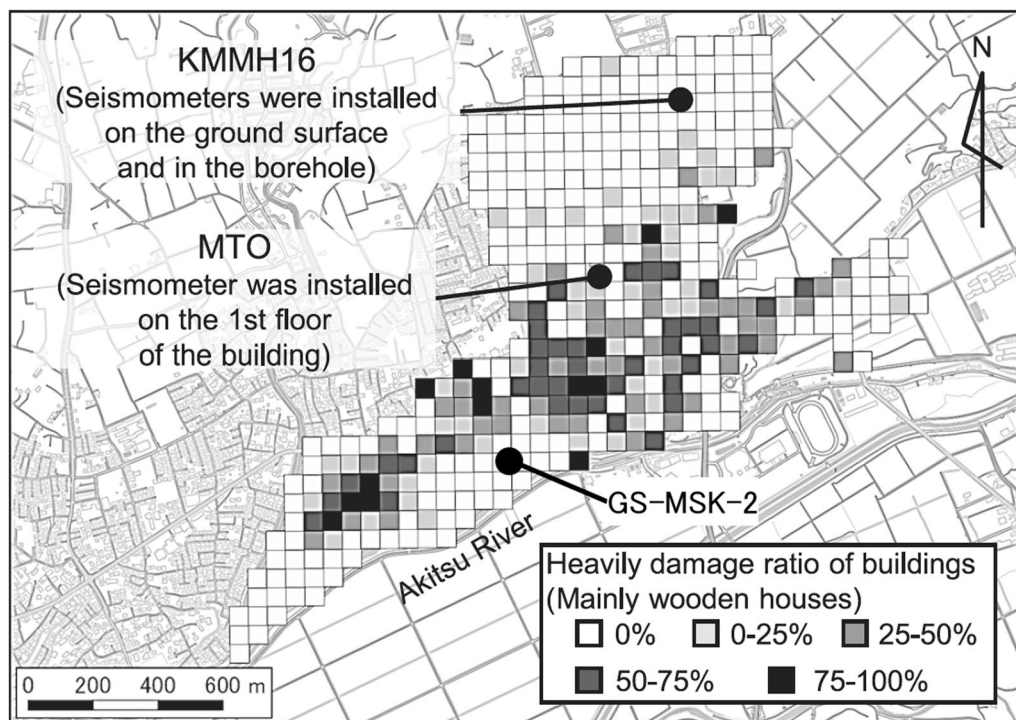 KMMH16
(Seismometers were installed
on the ground surface
and in the borehole)
N
MTO
(Seismometer was installed
on the 1st floor
of the building)
GS-MSK-2
Akitsu River
Heavily damage ratio of buildings
(Mainly wooden houses)
0% 0-25% 25-50%
50-75% 75-100%
0 200 400 600 m